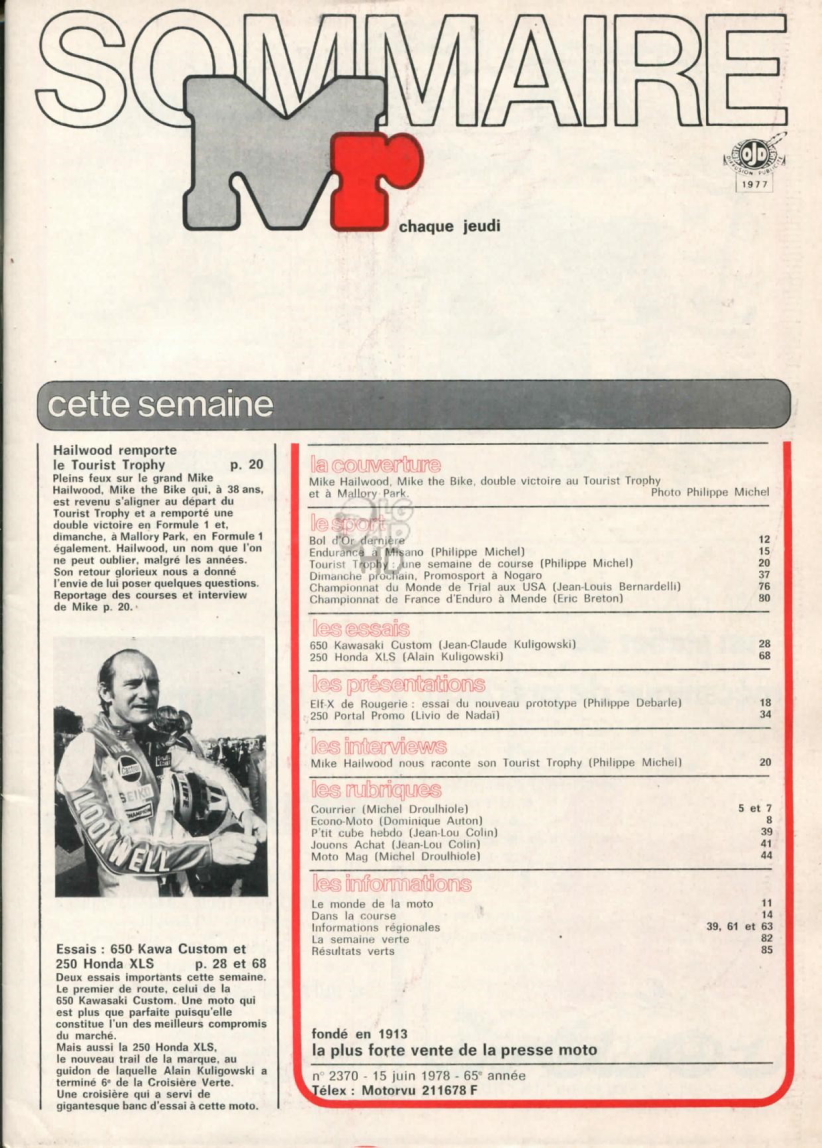 SOMMAIRE
Mr
OJD
DIFFUSION PUBLICITÉ
1977
chaque jeudi
cette semaine
Hailwood remporte
le Tourist Trophy p. 20
Pleins feux sur le grand Mike
Hailwood, Mike the Bike qui, à 38 ans,
est revenu s'aligner au départ du
Tourist Trophy et a remporté une
double victoire en Formule 1 et,
dimanche, à Mallory Park, en Formule 1
également. Hailwood, un nom que l'on
ne peut oublier, malgré les années.
Son retour glorieux nous a donné
l'envie de lui poser quelques questions.
Reportage des courses et interview
de Mike p. 20.
SEIKO
CHAMPION
LOOKWELL
Essais : 650 Kawa Custom et
250 Honda XLS p. 28 et 68
Deux essais importants cette semaine.
Le premier de route, celui de la
650 Kawasaki Custom. Une moto qui
est plus que parfaite puisqu'elle
constitue l'un des meilleurs compromis
du marché.
Mais aussi la 250 Honda XLS,
le nouveau trail de la marque, au
guidon de laquelle Alain Kuligowski a
terminé 6e de la Croisière Verte.
Une croisière qui a servi de
gigantesque banc d'essai à cette moto.
la couverture
Mike Hailwood, Mike the Bike, double victoire au Tourist Trophy
et à Mallory Park. Photo Philippe Michel
le sport
Bol d'Or dernière 12
Endurance à Misano (Philippe Michel) 15
Tourist Trophy : une semaine de course (Philippe Michel) 20
Dimanche prochain, Promosport à Nogaro 37
Championnat du Monde de Trial aux USA (Jean-Louis Bernardelli) 76
Championnat de France d'Enduro à Mende (Eric Breton) 80
les essais
650 Kawasaki Custom (Jean-Claude Kuligowski) 28
250 Honda XLS (Alain Kuligowski) 68
les présentations
Elf-X de Rougerie : essai du nouveau prototype (Philippe Debarle) 18
250 Portal Promo (Livio de Nadaï) 34
les interviews
Mike Hailwood nous raconte son Tourist Trophy (Philippe Michel) 20
les rubriques
Courrier (Michel Droulhiole) 5 et 7
Econo-Moto (Dominique Auton) 8
P'tit cube hebdo (Jean-Lou Colin) 39
Jouons Achat (Jean-Lou Colin) 41
Moto Mag (Michel Droulhiole) 44
les informations
Le monde de la moto 11
Dans la course 14
Informations régionales 39, 61 et 63
La semaine verte 82
Résultats verts 85
fondé en 1913
la plus forte vente de la presse moto
n° 2370 - 15 juin 1978 - 65e année
Télex : Motorvu 211678 F